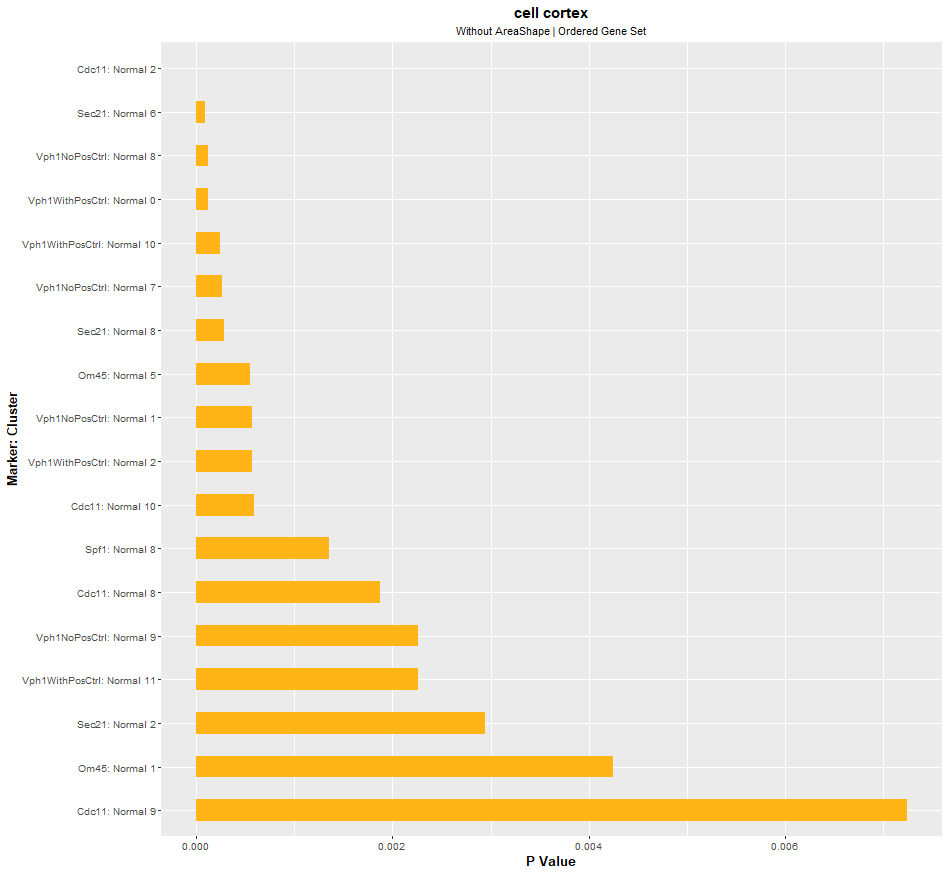 cell cortex
Without AreaShape | Ordered Gene Set
Marker: Cluster
Cdc11: Normal 2
Sec21: Normal 6
Vph1NoPosCtrl: Normal 8
Vph1WithPosCtrl: Normal 0
Vph1WithPosCtrl: Normal 10
Vph1NoPosCtrl: Normal 7
Sec21: Normal 8
Om45: Normal 5
Vph1NoPosCtrl: Normal 1
Vph1WithPosCtrl: Normal 2
Cdc11: Normal 10
Spf1: Normal 8
Cdc11: Normal 8
Vph1NoPosCtrl: Normal 9
Vph1WithPosCtrl: Normal 11
Sec21: Normal 2
Om45: Normal 1
Cdc11: Normal 9
0.000 0.002 0.004 0.006
P Value